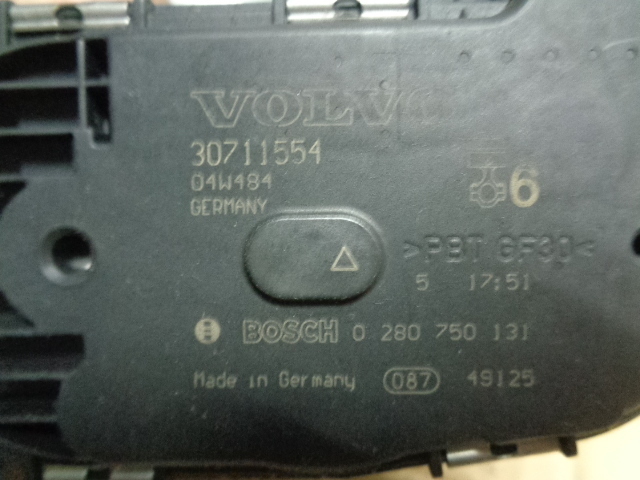 VOLVO
30711554
04W484
GERMANY
6
>PBT GF30<
5 17:51
BOSCH 0 280 750 131
Made in Germany 087 49125